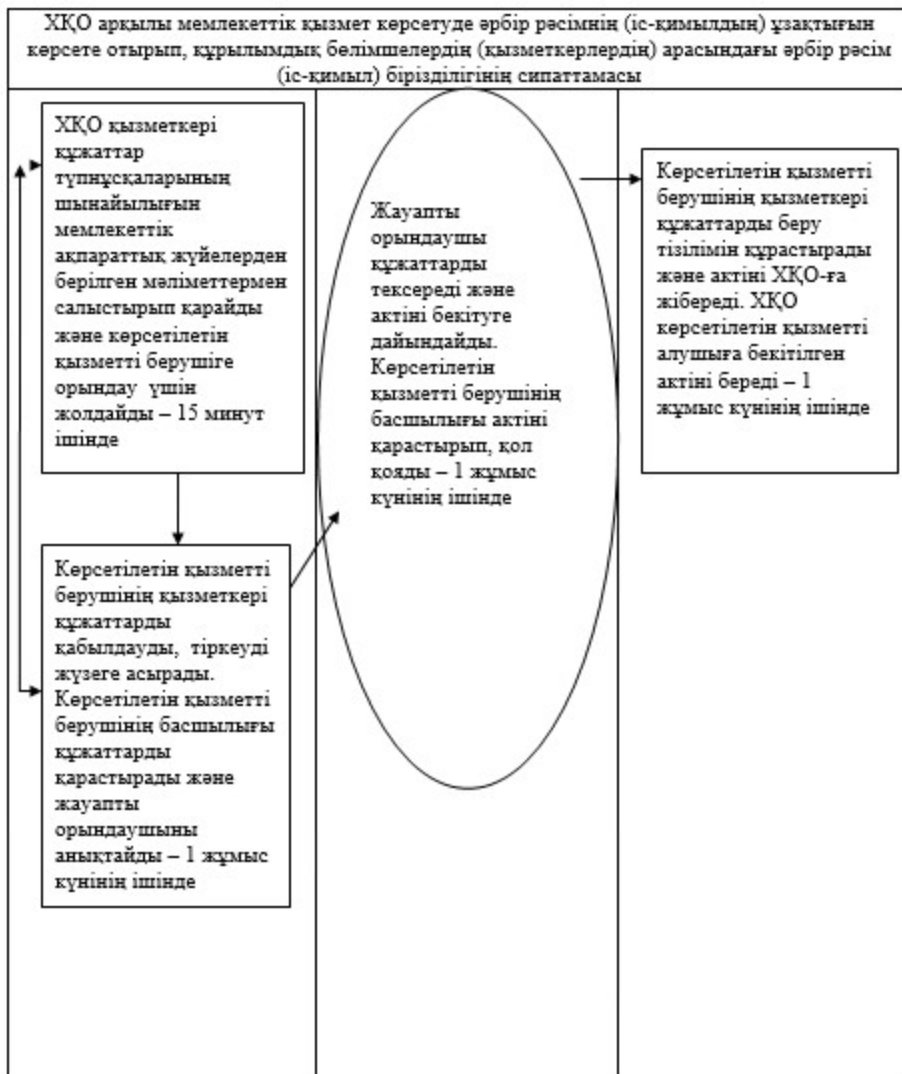 ХҚО арқылы мемлекеттік қызмет көрсетуде әрбір рәсімнің (іс-қимылдың) ұзақтығын
көрсете отырып, құрылымдық бөлімшелердің (қызметкерлердің) арасындағы әрбір рәсім
(іс-қимыл) бірізділігінің сипаттамасы
ХҚО қызметкері
құжаттар
түпнұсқаларының
шынайылығын
мемлекеттік
ақпараттық жүйелерден
берілген мәліметтермен
салыстырып қарайды
және көрсетілетін
қызметті берушіге
орындау үшін
жолдайды – 15 минут
ішінде
Көрсетілетін қызметті
берушінің қызметкері
құжаттарды
қабылдауды, тіркеуді
жүзеге асырады.
Көрсетілетін қызметті
берушінің басшылығы
құжаттарды
қарастырады және
жауапты
орындаушыны
анықтайды – 1 жұмыс
күнінің ішінде
Жауапты
орындаушы
құжаттарды
тексереді және
актіні бекітуге
дайындайды.
Көрсетілетін
қызметті берушінің
басшылығы актіні
қарастырып, қол
қояды – 1 жұмыс
күнінің ішінде
Көрсетілетін қызметті
берушінің қызметкері
құжаттарды беру
тізілімін құрастырады
және актіні ХҚО-ға
жібереді. ХҚО
көрсетілетін қызметті
алушыға бекітілген
актіні береді – 1
жұмыс күнінің ішінде